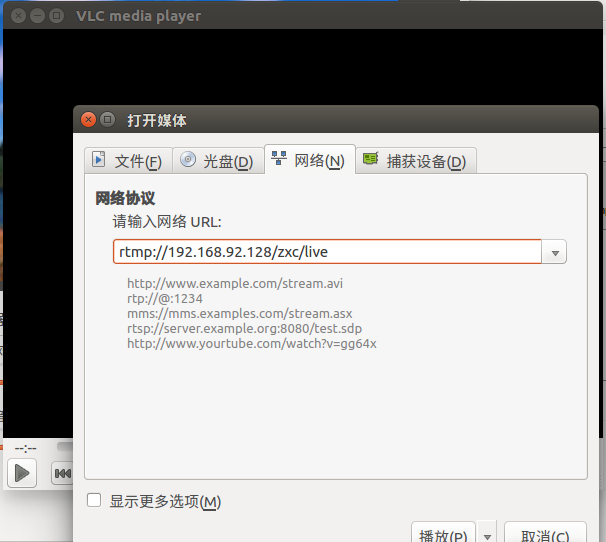 VLC media player
打开媒体
文件(F) 光盘(D) 网络(N) 捕获设备(D)
网络协议
请输入网络 URL:
rtmp://192.168.92.128/zxc/live
http://www.example.com/stream.avi
rtp://@:1234
mms://mms.examples.com/stream.asx
rtsp://server.example.org:8080/test.sdp
http://www.yourtube.com/watch?v=gg64x
--:--
显示更多选项(M)
播放(P) 取消(C)